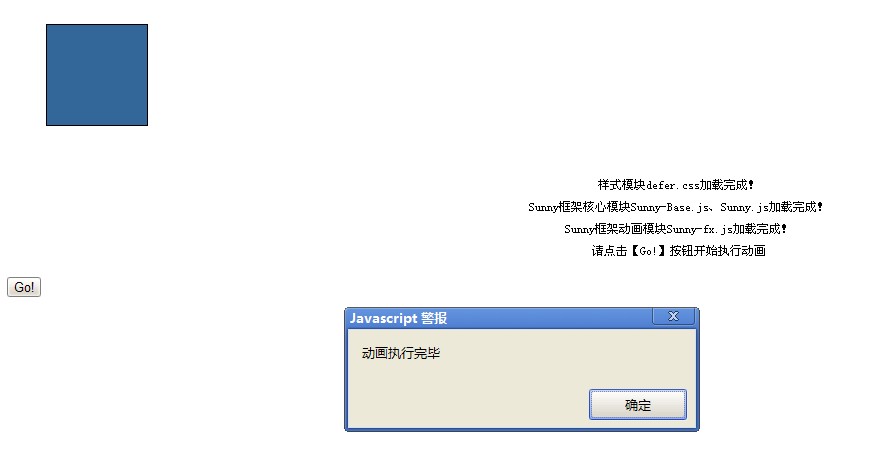 样式模块defer.css加载完成!
Sunny框架核心模块Sunny-Base.js、Sunny.js加载完成!
Sunny框架动画模块Sunny-fx.js加载完成!
请点击【Go!】按钮开始执行动画
Go!
Javascript 警报
动画执行完毕
确定